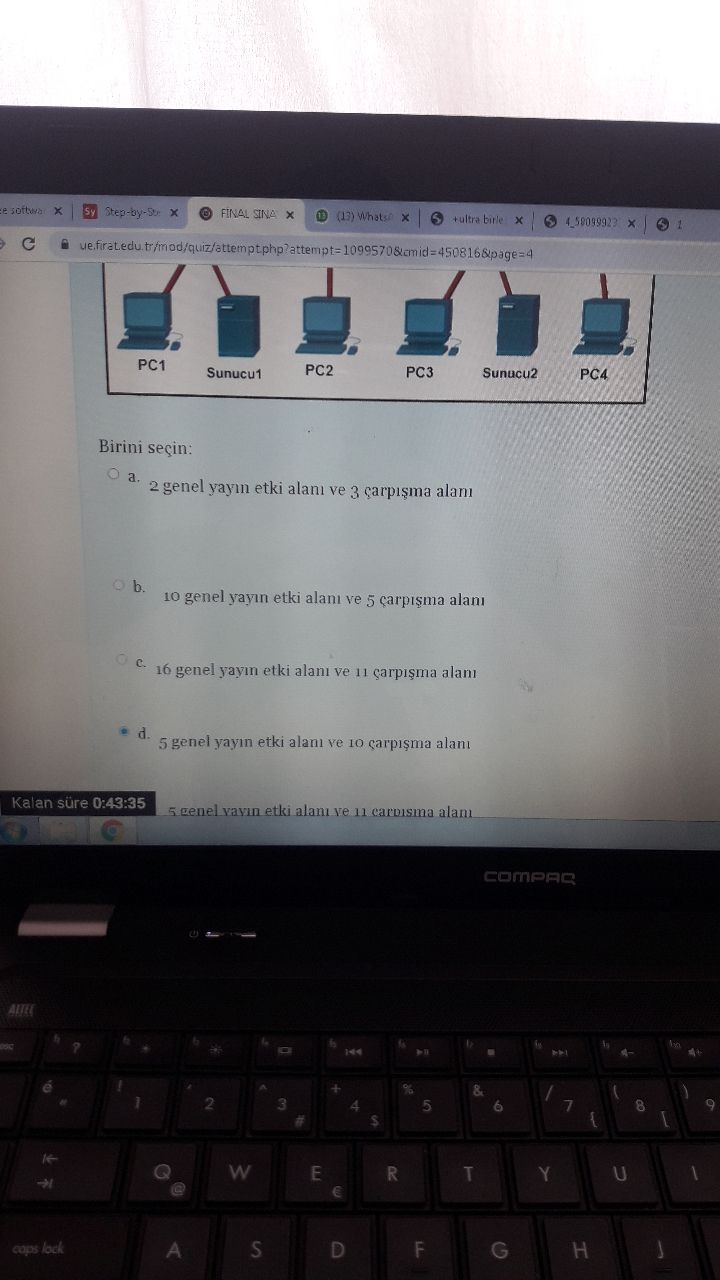 ze softwar
Sy Step-by-Ste
FİNAL SINA
(13) WhatsA
+ultra birle
4_58099923
1
ue.firat.edu.tr/mod/quiz/attempt.php?attempt=1099570&cmid=450816&page=4
PC1 Sunucu1 PC2 PC3 Sunucu2 PC4
Birini seçin:
a. 2 genel yayın etki alanı ve 3 çarpışma alanı
b. 10 genel yayın etki alanı ve 5 çarpışma alanı
c. 16 genel yayın etki alanı ve 11 çarpışma alanı
d. 5 genel yayın etki alanı ve 10 çarpışma alanı
Kalan süre 0:43:35
5 genel yayın etki alanı ve 11 çarpışma alanı
COMPAQ
ALTEC
esc
é 1 2 3 # 4 $ 5 6 7 { 8 [ 9
Q @ W E € R T Y U I
caps lock A S D F G H J